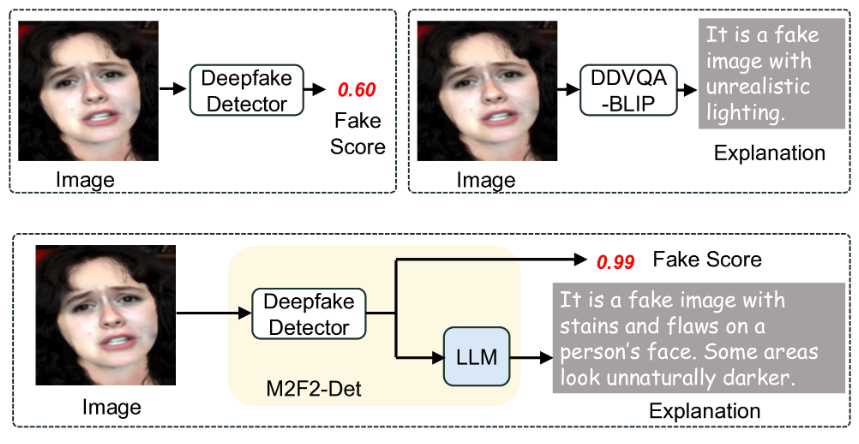 Image
Deepfake
Detector
0.60
Fake
Score
Image
DDVQA
-BLIP
It is a fake
image with
unrealistic
lighting.
Explanation
Image
Deepfake
Detector
M2F2-Det
LLM
0.99 Fake Score
It is a fake image with
stains and flaws on a
person's face. Some areas
look unnaturally darker.
Explanation